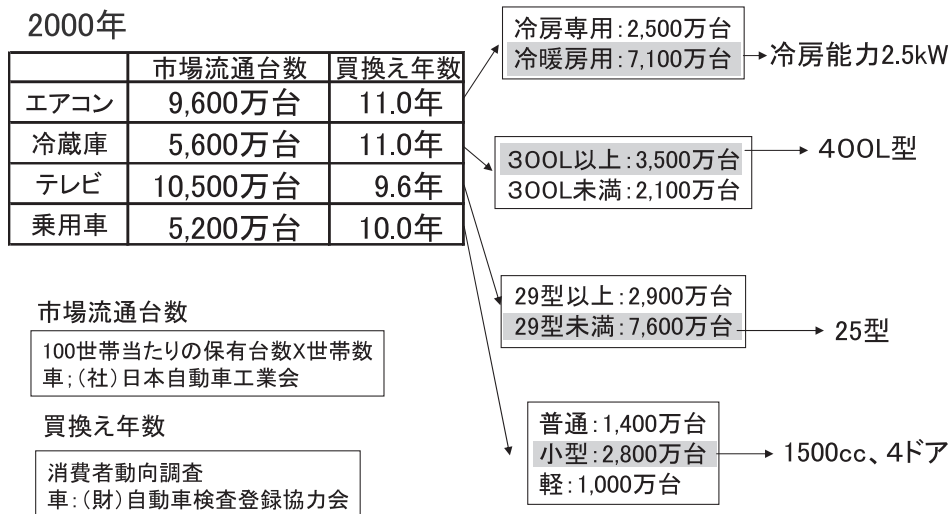 2000年
市場流通台数 買換え年数
エアコン 9,600万台 11.0年
冷蔵庫 5,600万台 11.0年
テレビ 10,500万台 9.6年
乗用車 5,200万台 10.0年
冷房専用:2,500万台
冷暖房用:7,100万台
冷房能力2.5kW
300L以上:3,500万台
300L未満:2,100万台
400L型
29型以上:2,900万台
29型未満:7,600万台
25型
普通:1,400万台
小型:2,800万台
軽:1,000万台
1500cc、4ドア
市場流通台数
100世帯当たりの保有台数X世帯数
車;(社)日本自動車工業会
買換え年数
消費者動向調査
車:(財)自動車検査登録協力会